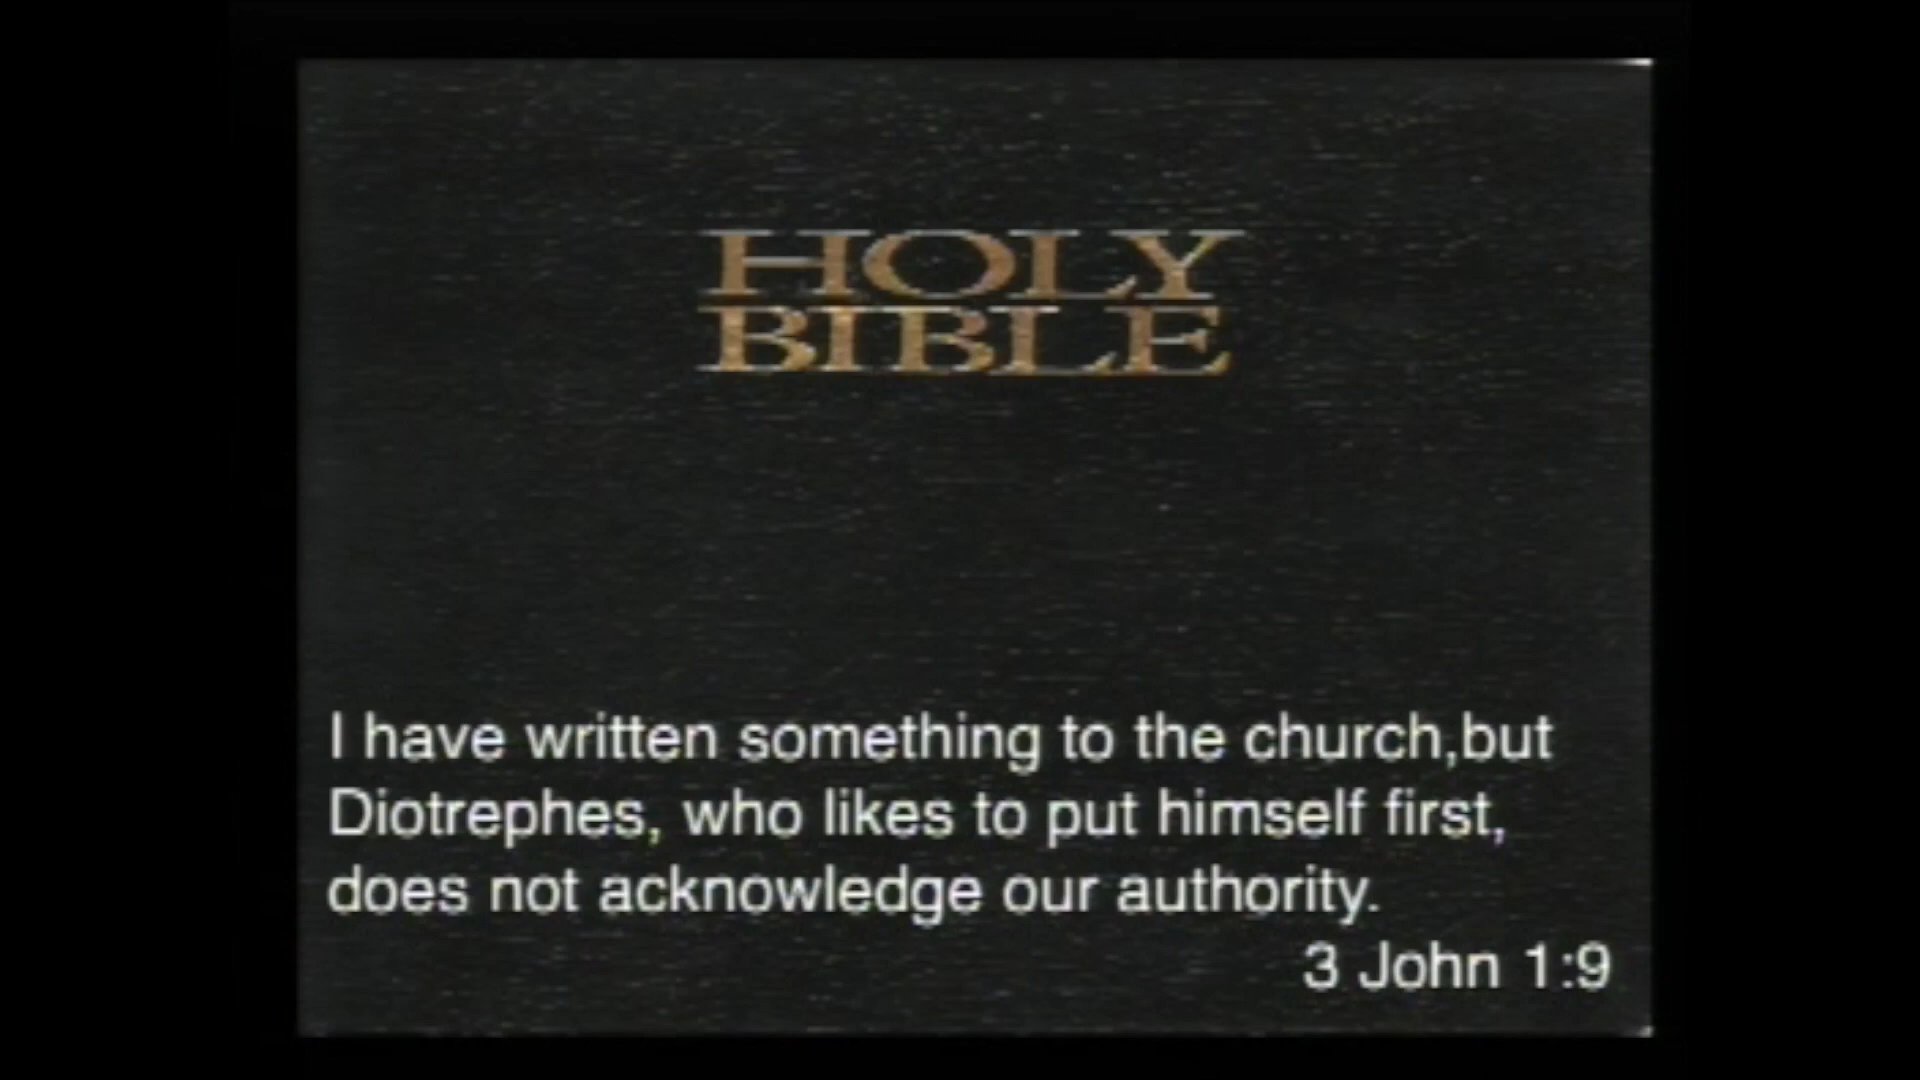 HOLY
BIBLE
I have written something to the church,but
Diotrephes, who likes to put himself first,
does not acknowledge our authority.
3 John 1:9